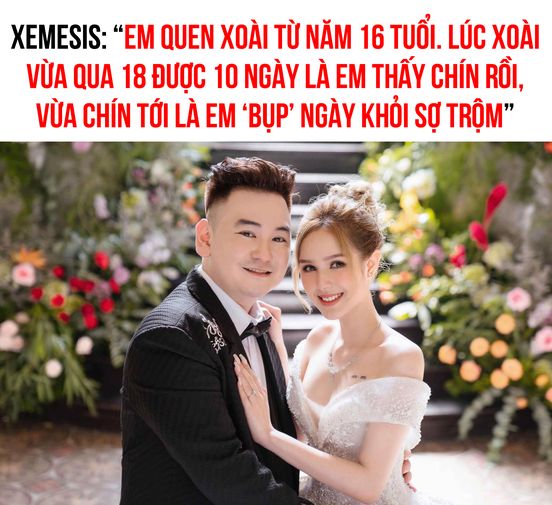 XEMESIS: “EM QUEN XOÀI TỪ NĂM 16 TUỔI. LÚC XOÀI
VỪA QUA 18 ĐƯỢC 10 NGÀY LÀ EM THẤY CHÍN RỒI,
VỪA CHÍN TỚI LÀ EM ‘BỤP’ NGAY KHỎI SỢ TRỘM”